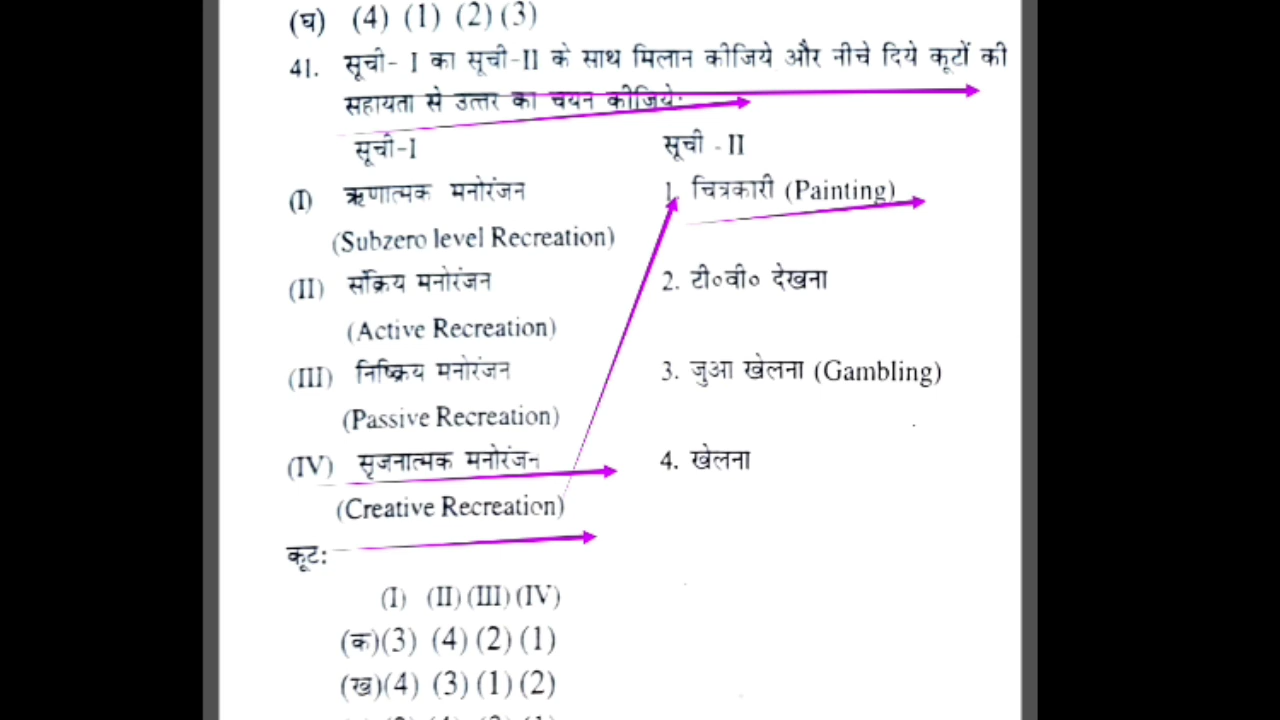 (घ) (4) (1) (2) (3)
41. सूची- I का सूची-II के साथ मिलान कीजिये और नीचे दिये कूटों की
सहायता से उत्तर का चयन कीजिये:
सूची-I सूची - II
(I) ऋणात्मक मनोरंजन 1. चित्रकारी (Painting)
(Subzero level Recreation)
(II) सक्रिय मनोरंजन 2. टी०वी० देखना
(Active Recreation)
(III) निष्क्रिय मनोरंजन 3. जुआ खेलना (Gambling)
(Passive Recreation)
(IV) सृजनात्मक मनोरंजन 4. खेलना
(Creative Recreation)
कूट:
(I) (II) (III) (IV)
(क) (3) (4) (2) (1)
(ख) (4) (3) (1) (2)